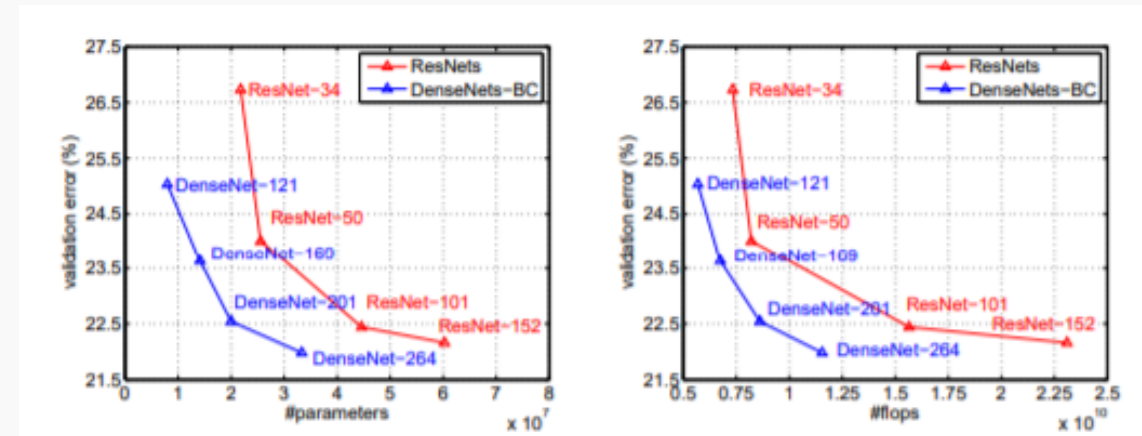 27.5
26.5
25.5
24.5
23.5
22.5
21.5
validation error (%)
ResNets
DenseNets-BC
ResNet-34
DenseNet-121
ResNet-50
DenseNet-169
DenseNet-201
ResNet-101
ResNet-152
DenseNet-264
0 1 2 3 4 5 6 7 8
#parameters
x 10^7
27.5
26.5
25.5
24.5
23.5
22.5
21.5
validation error (%)
ResNets
DenseNets-BC
ResNet-34
DenseNet-121
ResNet-50
DenseNet-169
DenseNet-201
ResNet-101
ResNet-152
DenseNet-264
0.5 0.75 1 1.25 1.5 1.75 2 2.25 2.5
#flops
x 10^10